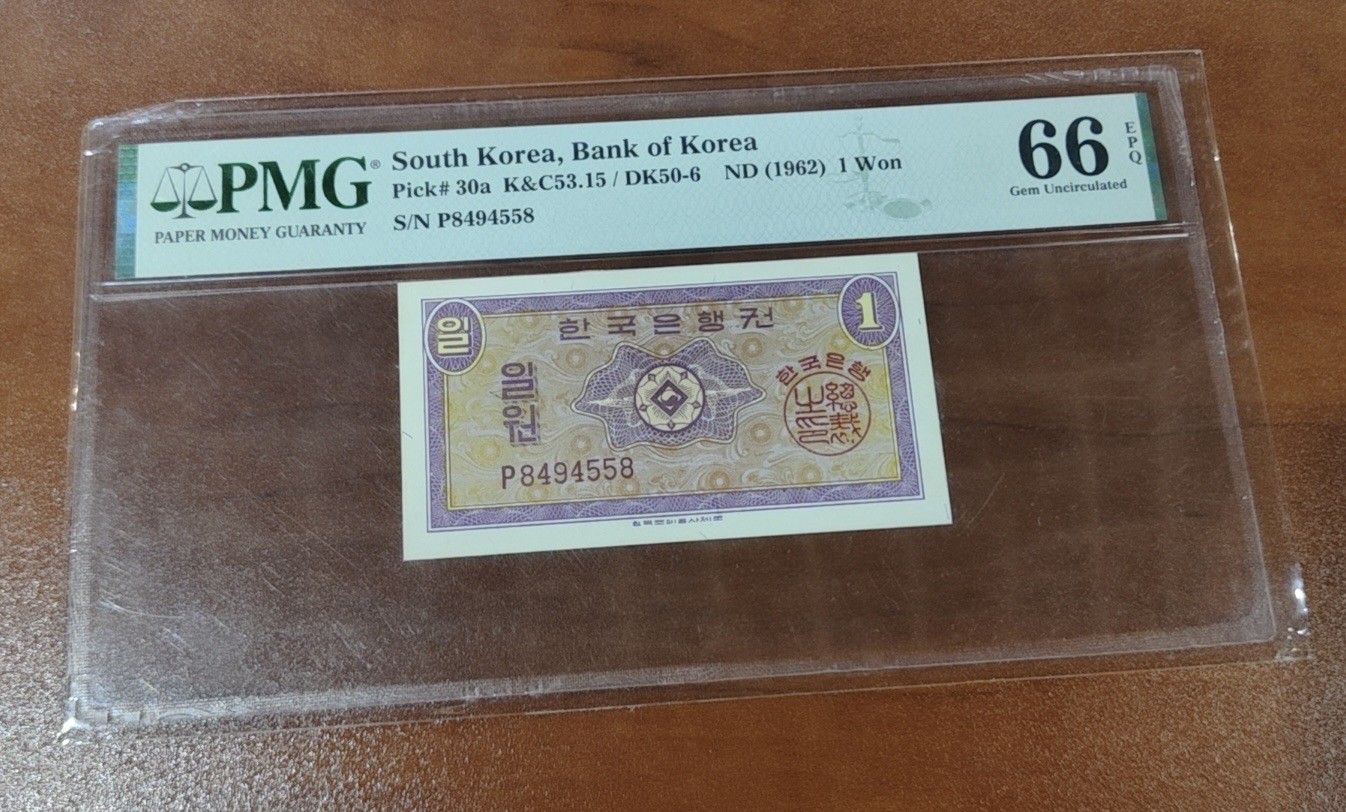 PMG®
PAPER MONEY GUARANTY
South Korea, Bank of Korea
Pick# 30a K&C53.15 / DK50-6 ND (1962) 1 Won
S/N P8494558
66 EPQ
Gem Uncirculated
일
한국은행권
1
일원
한국은행
P8494558